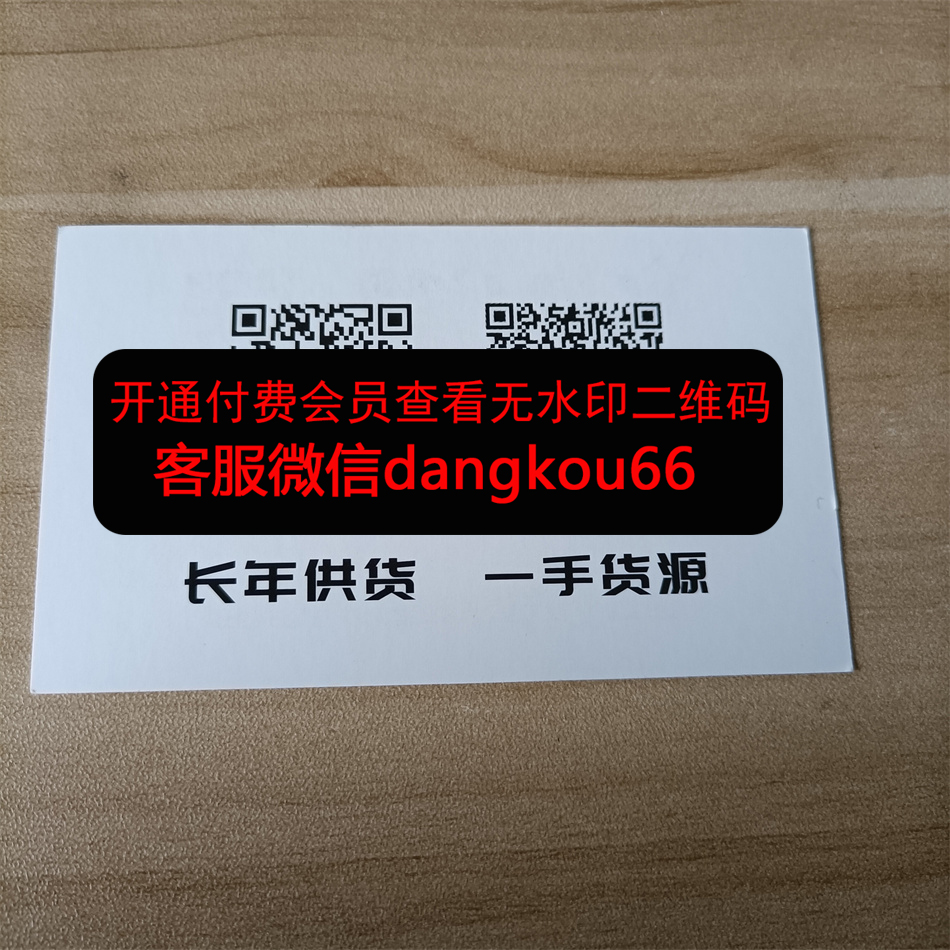 开通付费会员查看无水印二维码
客服微信dangkou66
长年供货 一手货源